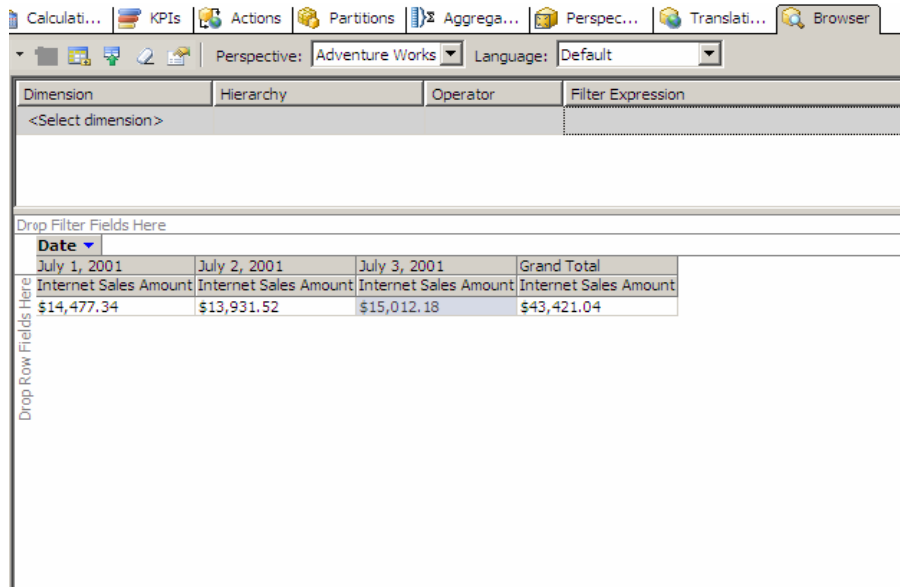 Calculati... KPIs Actions Partitions Aggrega... Perspec... Translati... Browser
Perspective: Adventure Works Language: Default
Dimension Hierarchy Operator Filter Expression
<Select dimension>
Drop Filter Fields Here
Date
July 1, 2001 July 2, 2001 July 3, 2001 Grand Total
Internet Sales Amount Internet Sales Amount Internet Sales Amount Internet Sales Amount
$14,477.34 $13,931.52 $15,012.18 $43,421.04
Drop Row Fields Here